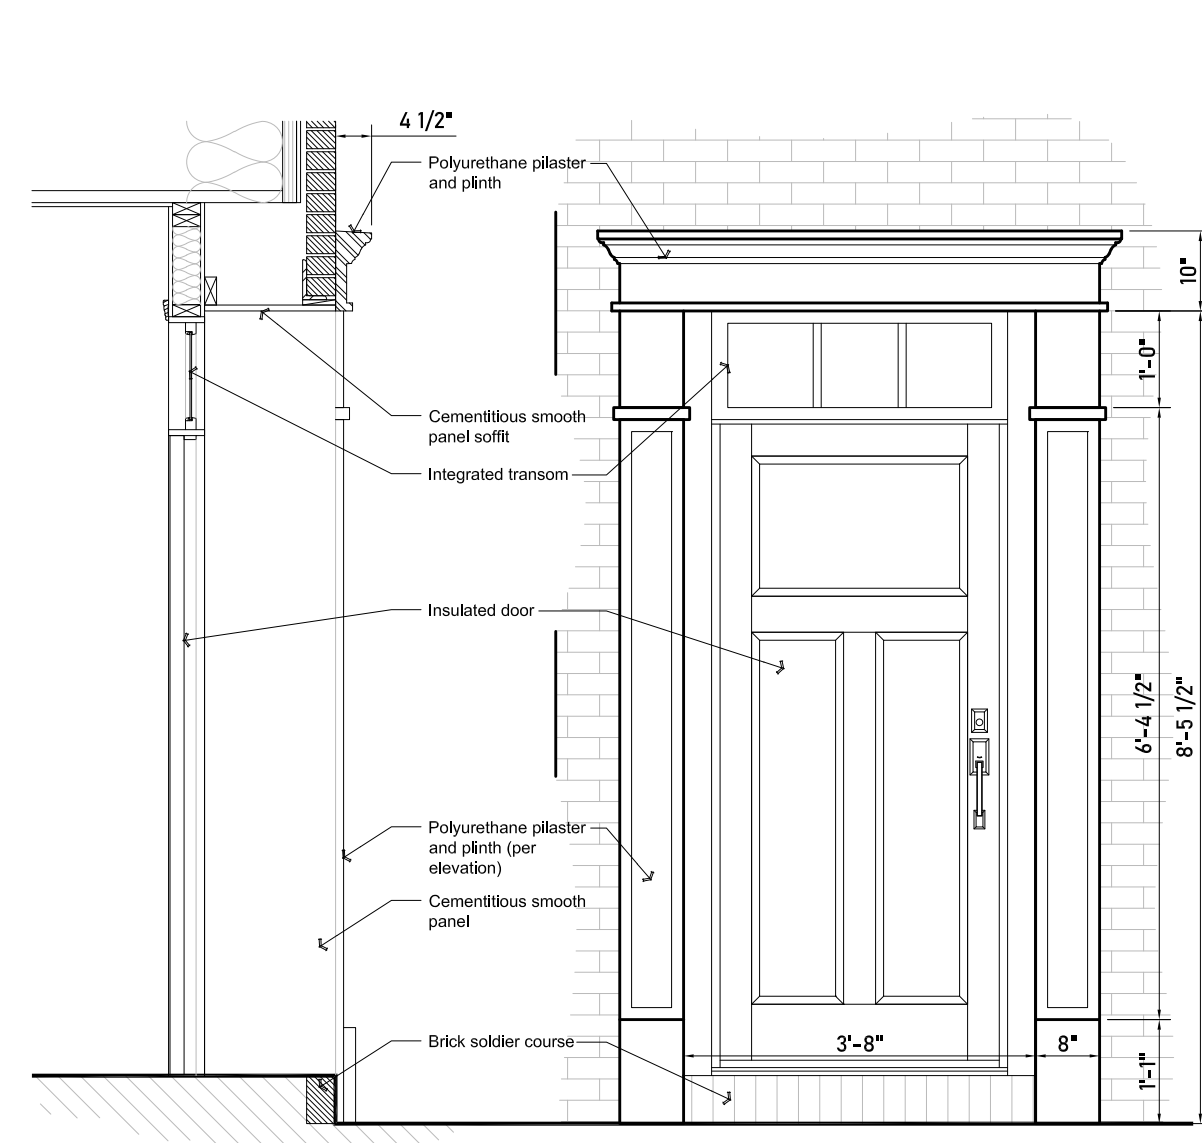 4 1/2"
Polyurethane pilaster
and plinth
10"
1'-0"
Cementitious smooth
panel soffit
Integrated transom
Insulated door
6'-4 1/2"
8'-5 1/2"
Polyurethane pilaster
and plinth (per
elevation)
Cementitious smooth
panel
Brick soldier course
3'-8"
8"
1'-1"